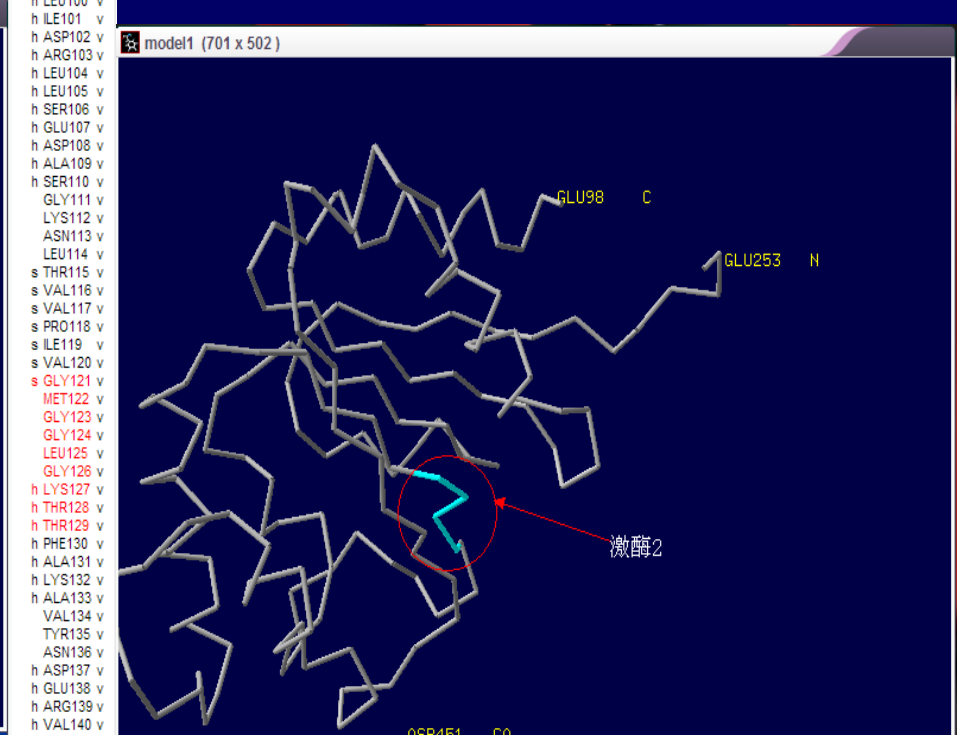 h LEU100 v
h ILE101 v
h ASP102 v
h ARG103 v
h LEU104 v
h LEU105 v
h SER106 v
h GLU107 v
h ASP108 v
h ALA109 v
h SER110 v
GLY111 v
LYS112 v
ASN113 v
LEU114 v
s THR115 v
s VAL116 v
s VAL117 v
s PRO118 v
s ILE119 v
s VAL120 v
s GLY121 v
MET122 v
GLY123 v
GLY124 v
LEU125 v
GLY126 v
h LYS127 v
h THR128 v
h THR129 v
h PHE130 v
h ALA131 v
h LYS132 v
h ALA133 v
VAL134 v
TYR135 v
ASN136 v
h ASP137 v
h GLU138 v
h ARG139 v
h VAL140 v
model1 (701 x 502 )
GLU98 C
GLU253 N
激酶2